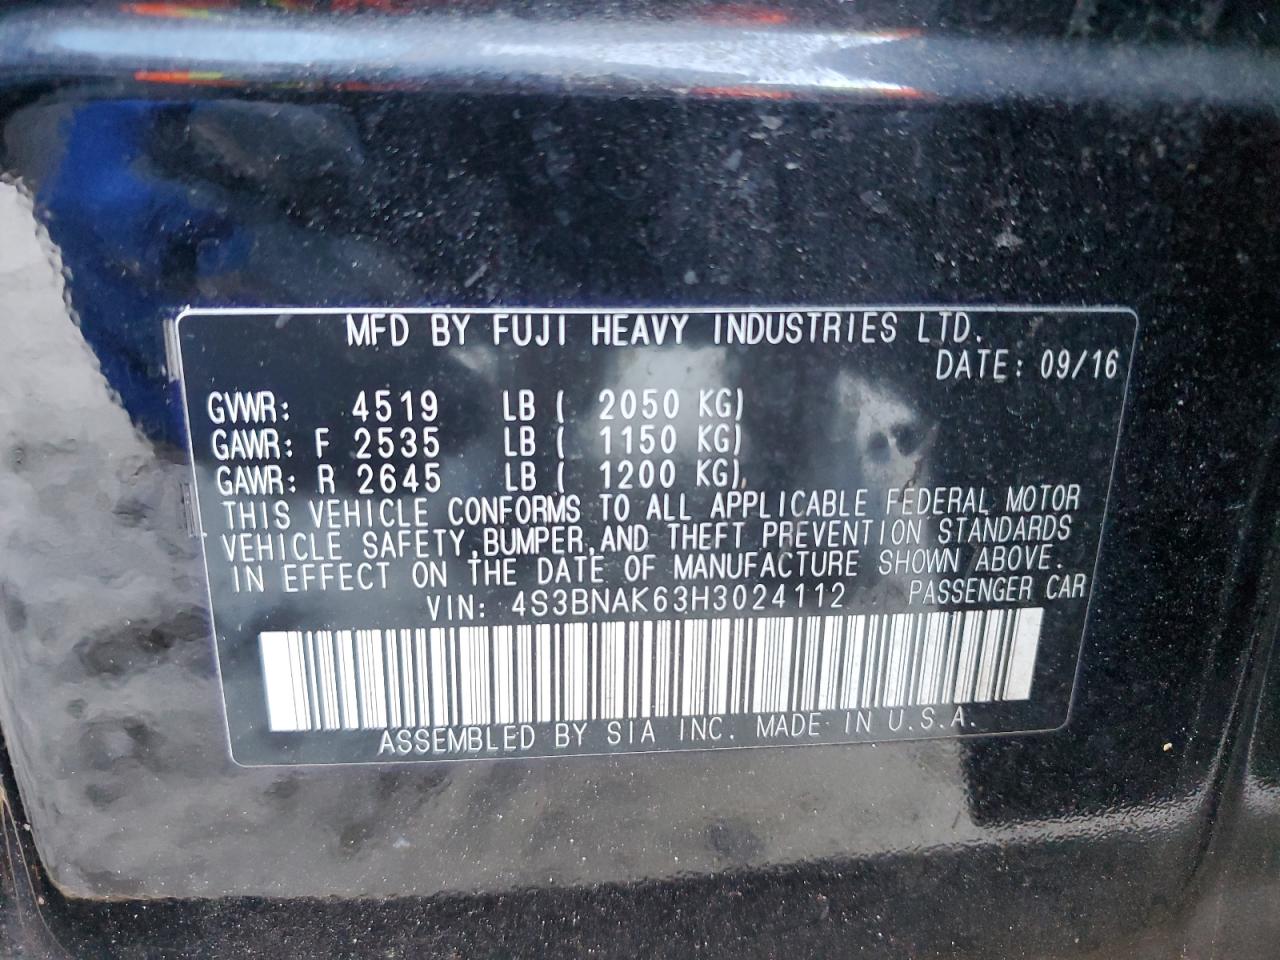 MFD BY FUJI HEAVY INDUSTRIES LTD.
DATE: 09/16
GVWR: 4519 LB ( 2050 KG)
GAWR: F 2535 LB ( 1150 KG)
GAWR: R 2645 LB ( 1200 KG),
THIS VEHICLE CONFORMS TO ALL APPLICABLE FEDERAL MOTOR
VEHICLE SAFETY,BUMPER,AND THEFT PREVENTION STANDARDS
IN EFFECT ON THE DATE OF MANUFACTURE SHOWN ABOVE.
VIN: 4S3BNAK63H3024112 PASSENGER CAR
ASSEMBLED BY SIA INC. MADE IN U.S.A.